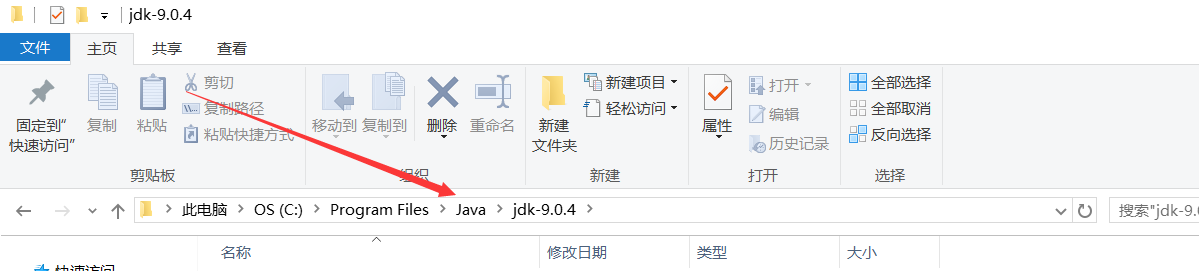 jdk-9.0.4
文件 主页 共享 查看
固定到"快速访问"
复制
粘贴
剪切
复制路径
粘贴快捷方式
剪贴板
移动到
复制到
删除
重命名
组织
新建
文件夹
新建项目
轻松访问
新建
属性
打开
编辑
历史记录
打开
全部选择
全部取消
反向选择
选择
此电脑 OS (C:) Program Files Java jdk-9.0.4
搜索"jdk-9.0
名称 修改日期 类型 大小
快速访问